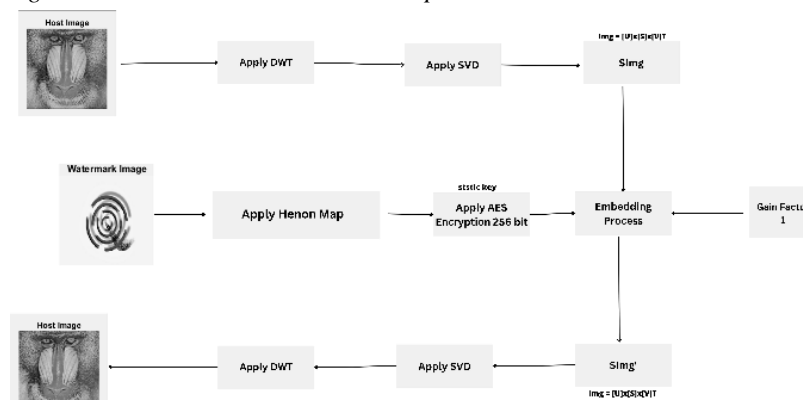 Host Image
Img = [U]x[S]x[V]T
Apply DWT
Apply SVD
SImg
Watermark Image
static key
Apply Henon Map
Apply AES
Encryption 256 bit
Embedding
Process
Gain Factu
1
Host Image
Apply DWT
Apply SVD
SImg'
Img = [U]x[S]x[V]T